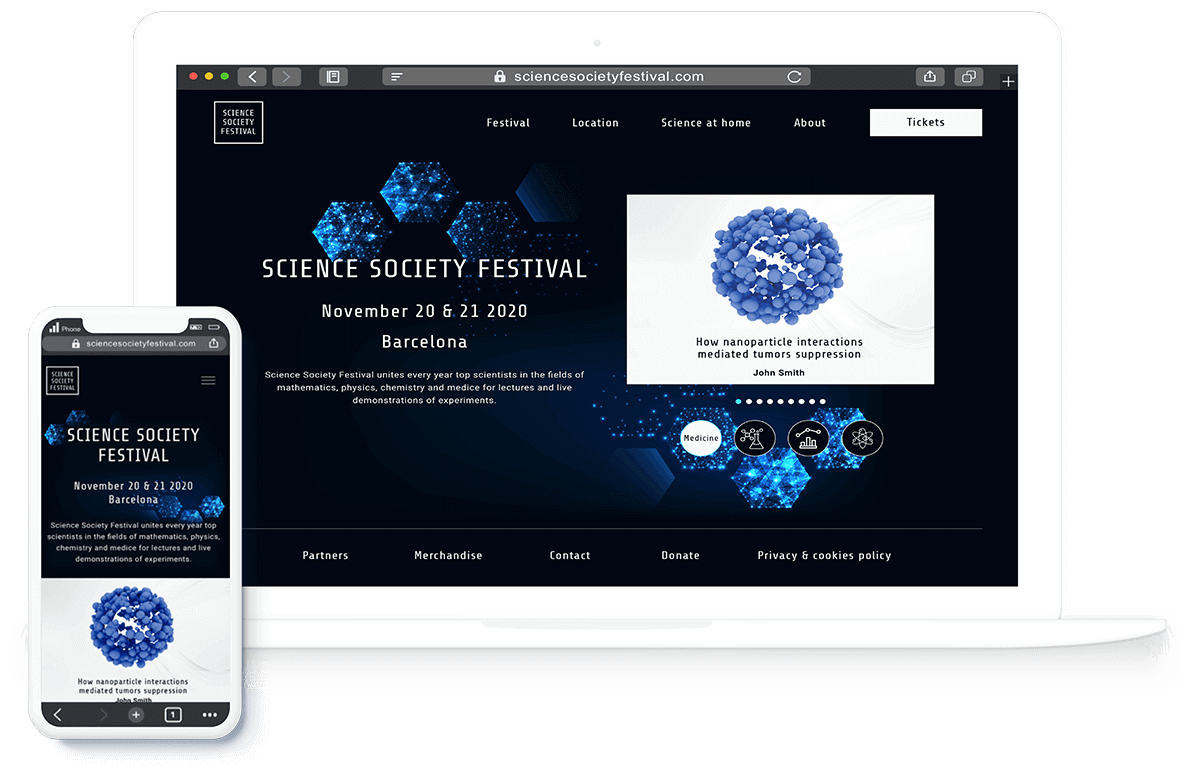 sciencesocietyfestival.com
SCIENCE
SOCIETY
FESTIVAL
Festival Location Science at home About Tickets
SCIENCE SOCIETY FESTIVAL
November 20 & 21 2020
Barcelona
Science Society Festival unites every year top scientists in the fields of
mathematics, physics, chemistry and medice for lectures and live
demonstrations of experiments.
How nanoparticle interactions
mediated tumors suppression
John Smith
Medicine
Partners Merchandise Contact Donate Privacy & cookies policy
Phone
sciencesocietyfestival.com
SCIENCE
SOCIETY
FESTIVAL
SCIENCE SOCIETY
FESTIVAL
November 20 & 21 2020
Barcelona
Science Society Festival unites every year top
scientists in the fields of mathematics, physics,
chemistry and medice for lectures and live
demonstrations of experiments.
How nanoparticle interactions
mediated tumors suppression
John Smith
1